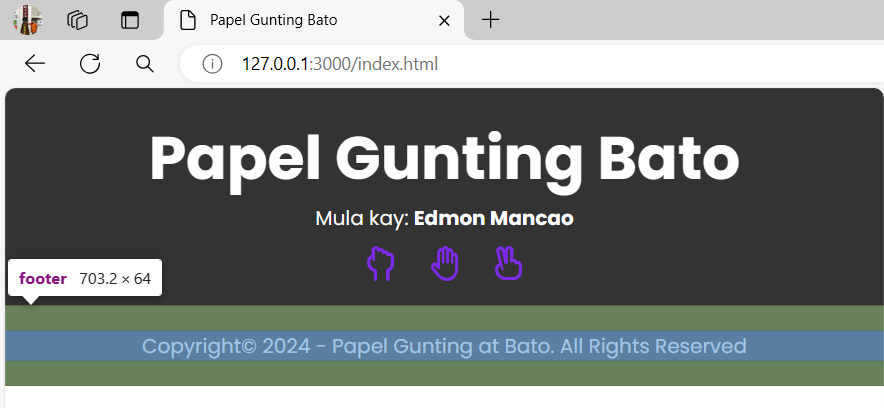 Papel Gunting Bato
127.0.0.1:3000/index.html
Papel Gunting Bato
Mula kay: Edmon Mancao
footer 703.2 × 64
Copyright© 2024 - Papel Gunting at Bato. All Rights Reserved